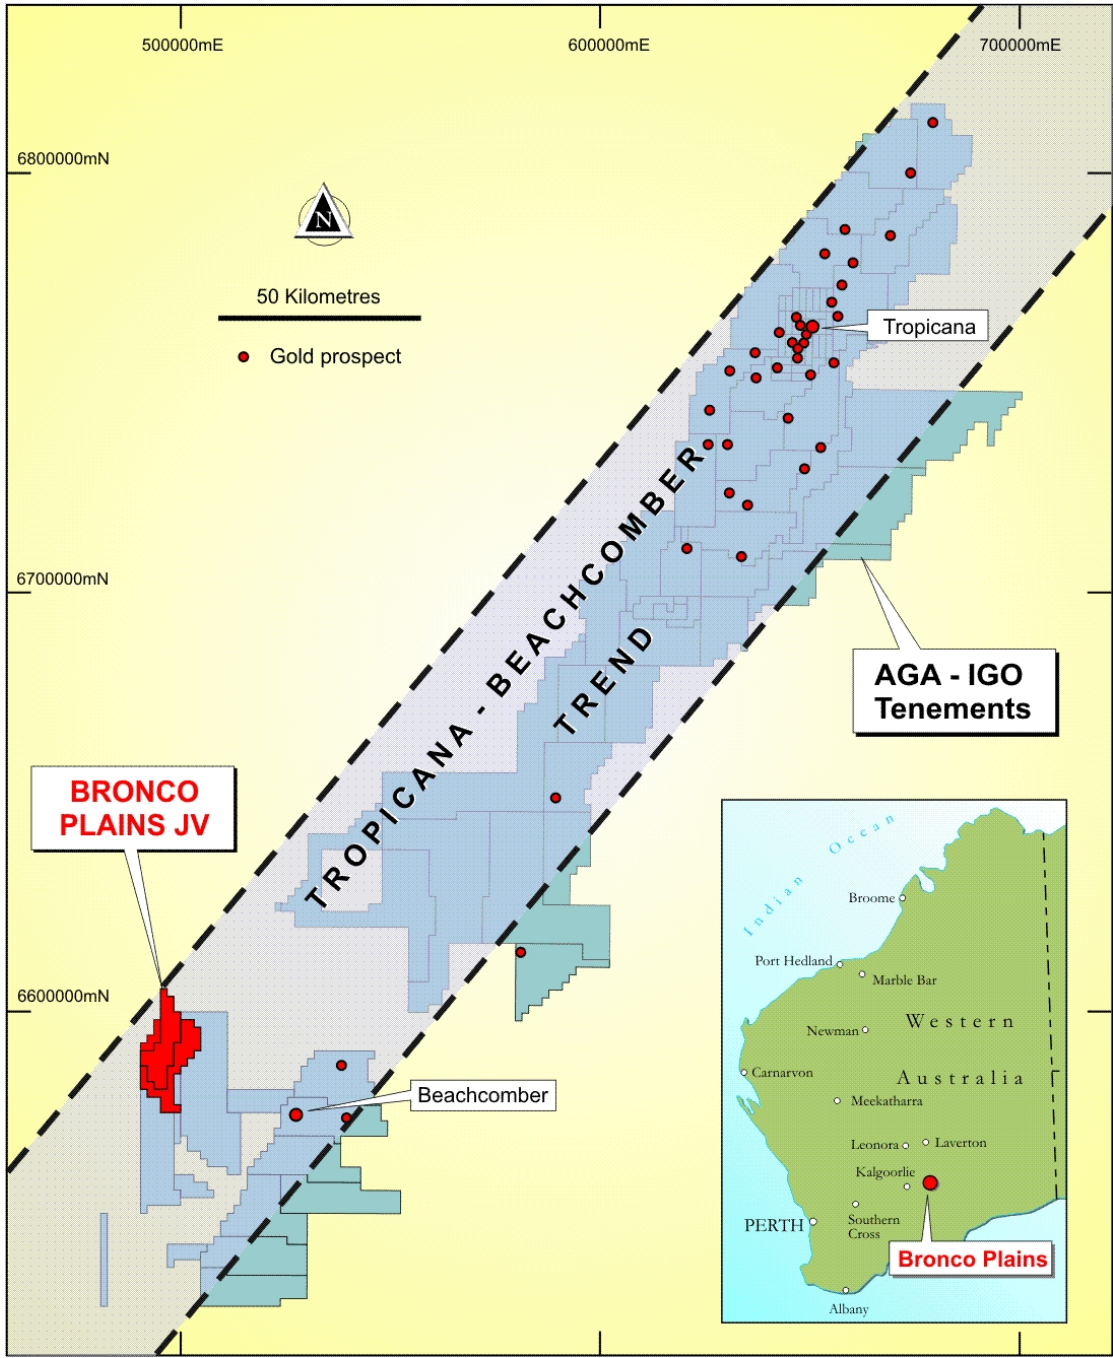 500000mE
600000mE
700000mE
6800000mN
N
50 Kilometres
Gold prospect
Tropicana
TROPICANA - BEACHCOMBER
TREND
6700000mN
AGA - IGO
Tenements
BRONCO
PLAINS JV
6600000mN
Beachcomber
Indian Ocean
Broome
Port Hedland
Marble Bar
Newman
Western
Australia
Carnarvon
Meekatharra
Leonora
Laverton
Kalgoorlie
PERTH
Southern
Cross
Bronco Plains
Albany